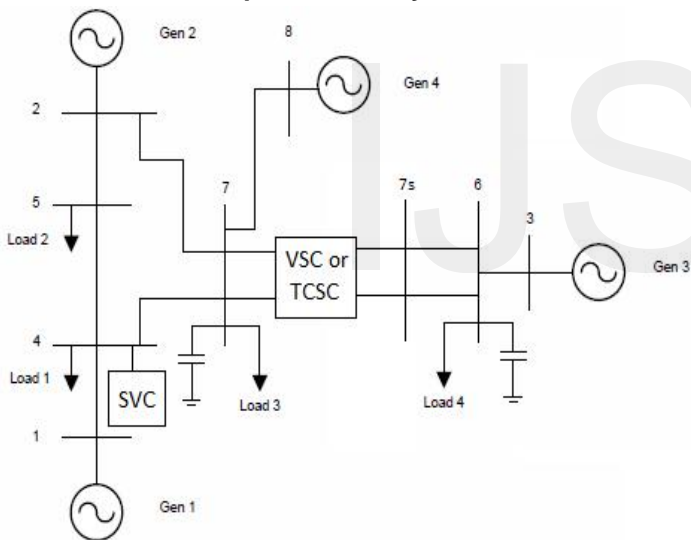 Gen 2
8
Gen 4
2
7
5
7s
6
3
Load 2
VSC or
TCSC
Gen 3
4
Load 1
SVC
Load 3
Load 4
1
Gen 1
IJS